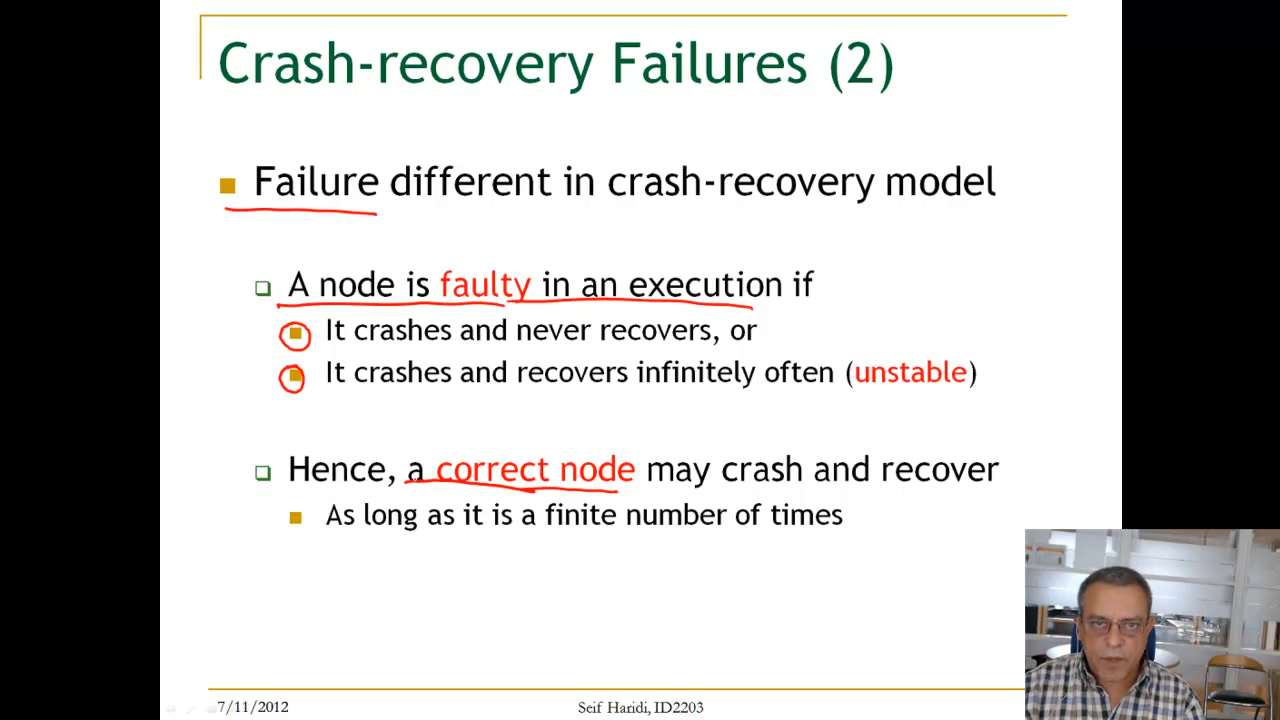 Crash-recovery Failures (2)
Failure different in crash-recovery model
A node is faulty in an execution if
It crashes and never recovers, or
It crashes and recovers infinitely often (unstable)
Hence, a correct node may crash and recover
As long as it is a finite number of times
7/11/2012
Seif Haridi, ID2203